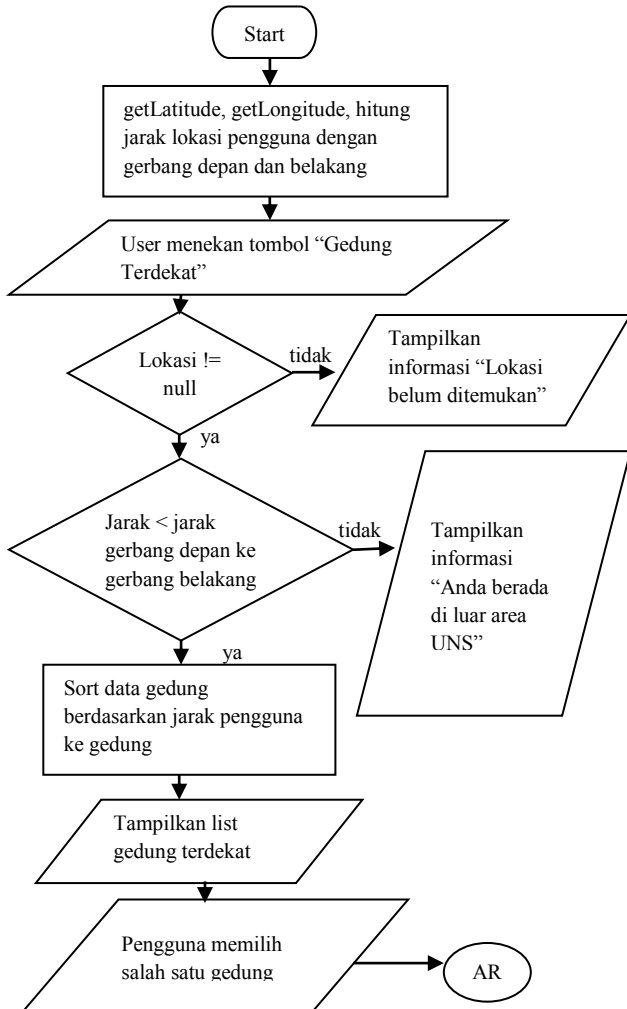 Start
getLatitude, getLongitude, hitung
jarak lokasi pengguna dengan
gerbang depan dan belakang
User menekan tombol “Gedung
Terdekat”
Lokasi !=
null
tidak
Tampilkan
informasi “Lokasi
belum ditemukan”
ya
Jarak < jarak
gerbang depan ke
gerbang belakang
tidak
Tampilkan
informasi
“Anda berada
di luar area
UNS”
ya
Sort data gedung
berdasarkan jarak pengguna
ke gedung
Tampilkan list
gedung terdekat
Pengguna memilih
salah satu gedung
AR